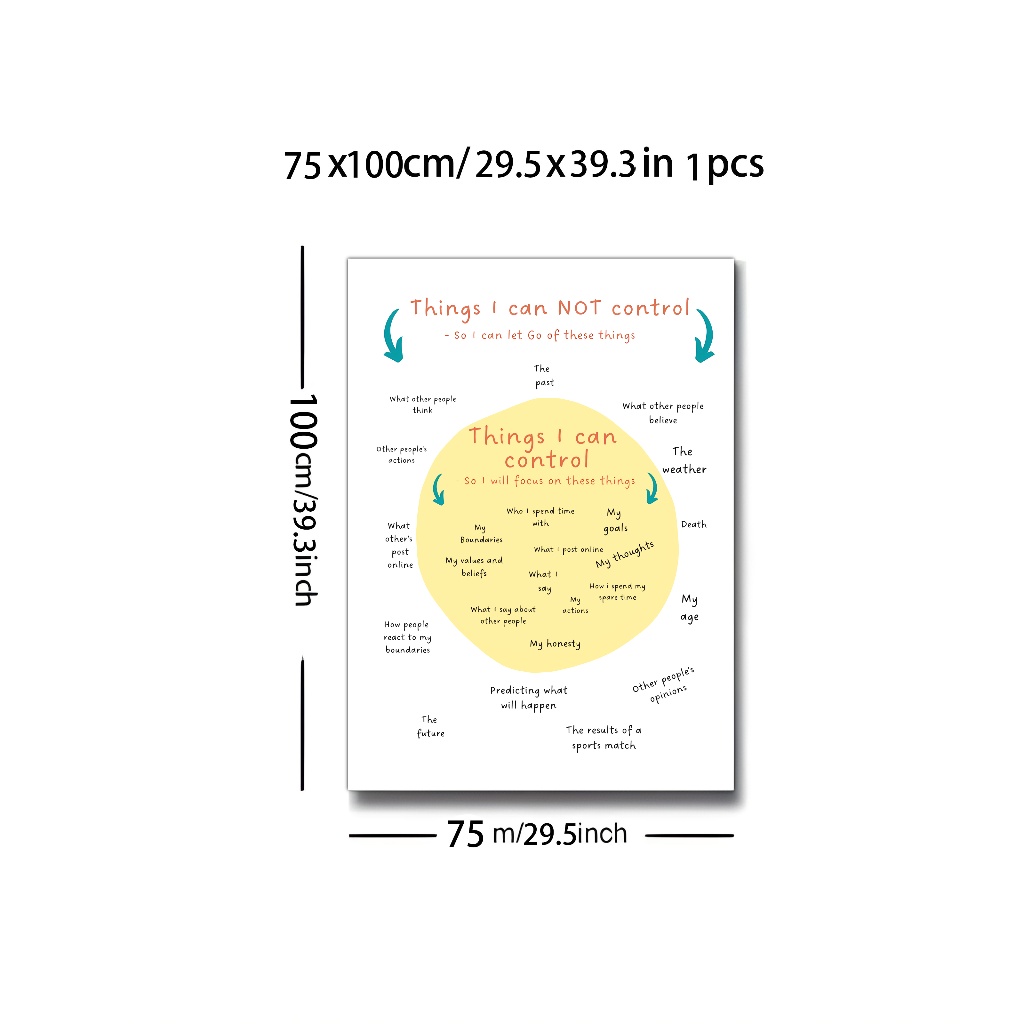 75x100cm/29.5x39.3in 1pcs
100cm/39.3inch
Things I can NOT control
- So I can let Go of these things
The
past
What other people
think
What other people
believe
Other people's
actions
The
weather
Things I can
control
So I will focus on these things
Who I spend time
with
My
goals
My
Boundaries
What I post online
My thoughts
My values and
beliefs
What I
say
How i spend my
spare time
My
actions
What I say about
other people
My honesty
What
other's
post
online
Death
My
age
How people
react to my
boundaries
Predicting what
will happen
Other people's
opinions
The
future
The results of a
sports match
75 m/29.5inch